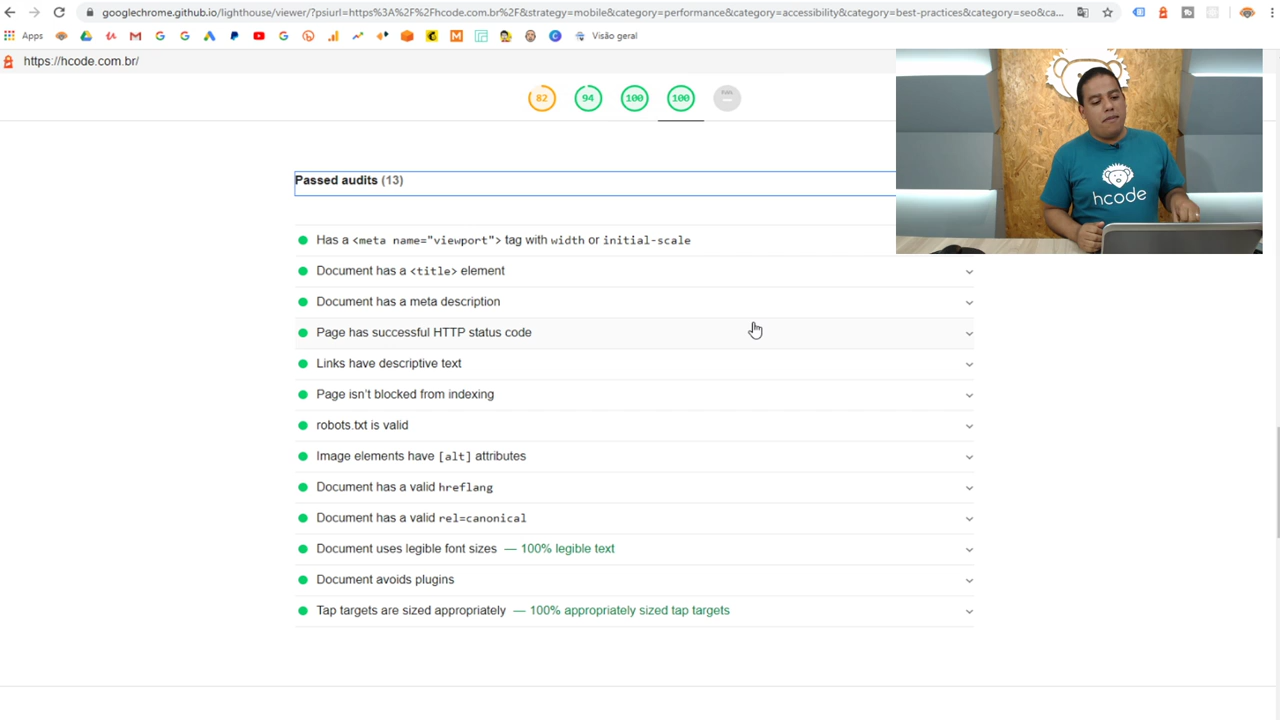 googlechrome.github.io/lighthouse/viewer/?psiurl=https%3A%2F%2Fhcode.com.br%2F&strategy=mobile&category=performance&category=accessibility&category=best-practices&category=seo&ca...
Apps
Visão geral
https://hcode.com.br/
82
94
100
100
hcode
Passed audits (13)
Has a <meta name="viewport"> tag with width or initial-scale
Document has a <title> element
Document has a meta description
Page has successful HTTP status code
Links have descriptive text
Page isn't blocked from indexing
robots.txt is valid
Image elements have [alt] attributes
Document has a valid hreflang
Document has a valid rel=canonical
Document uses legible font sizes — 100% legible text
Document avoids plugins
Tap targets are sized appropriately — 100% appropriately sized tap targets